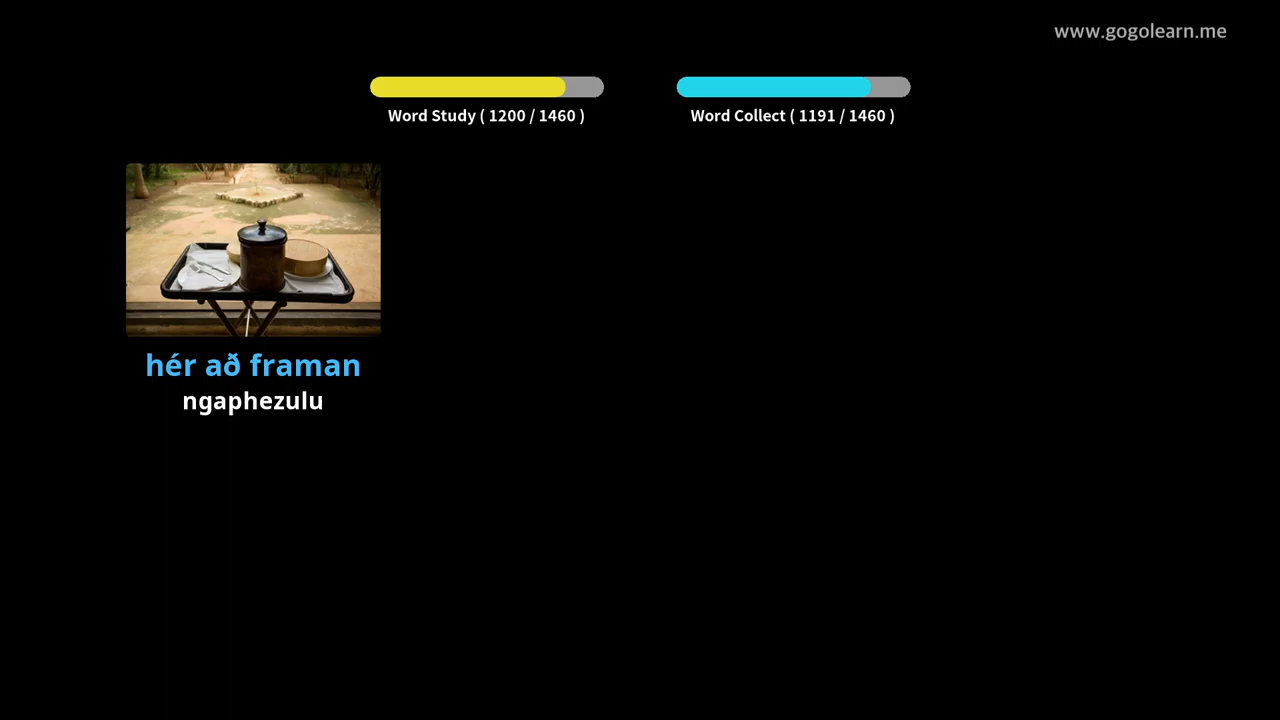 www.gogolearn.me
Word Study ( 1200 / 1460 )
Word Collect ( 1191 / 1460 )
hér að framan
ngaphezulu